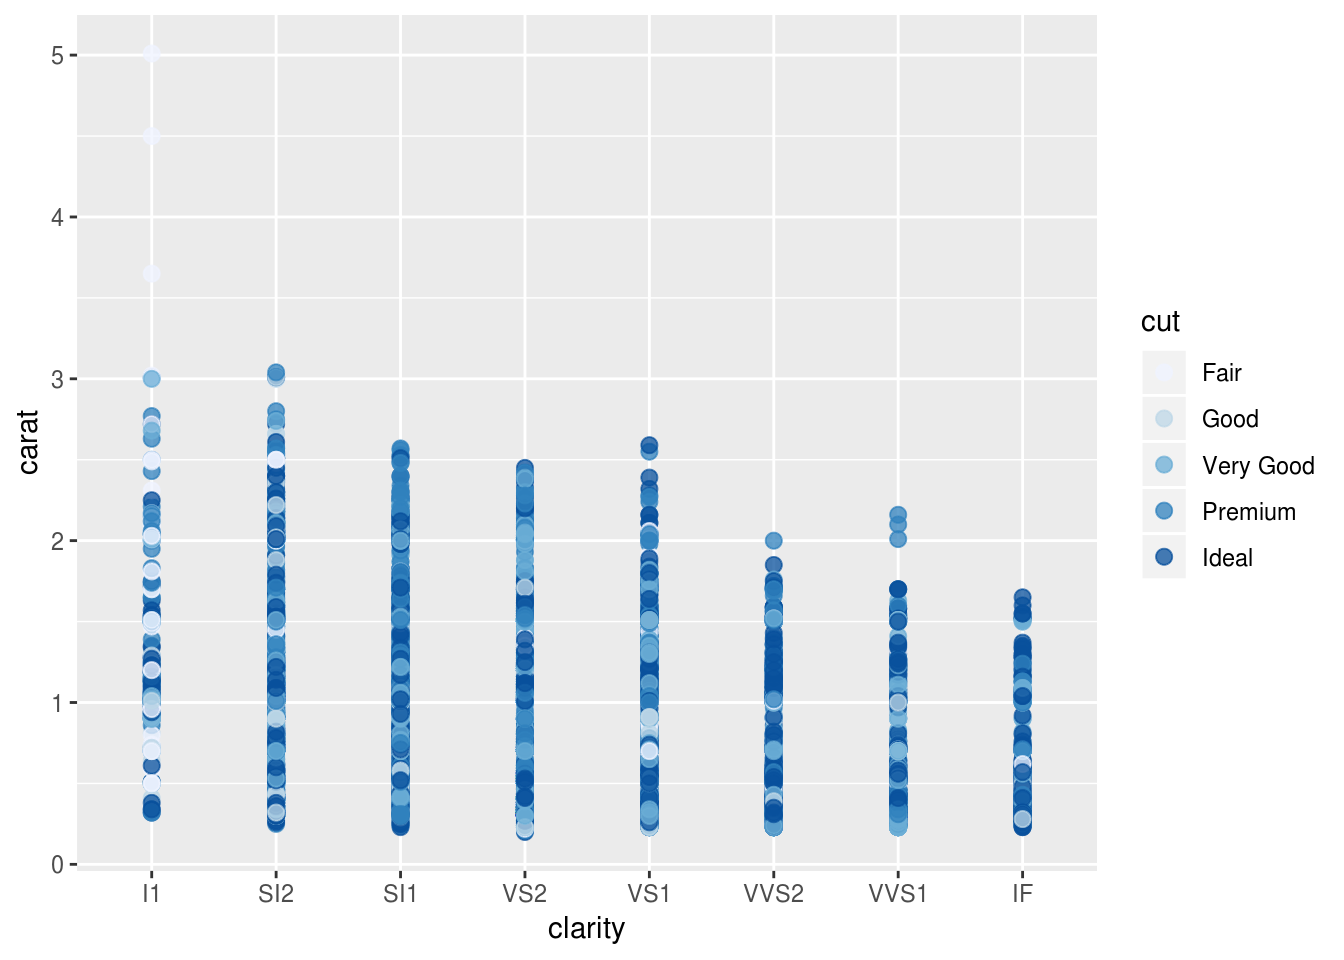 5
4
3
2
1
0
carat
I1 SI2 SI1 VS2 VS1 VVS2 VVS1 IF
clarity
cut
Fair
Good
Very Good
Premium
Ideal